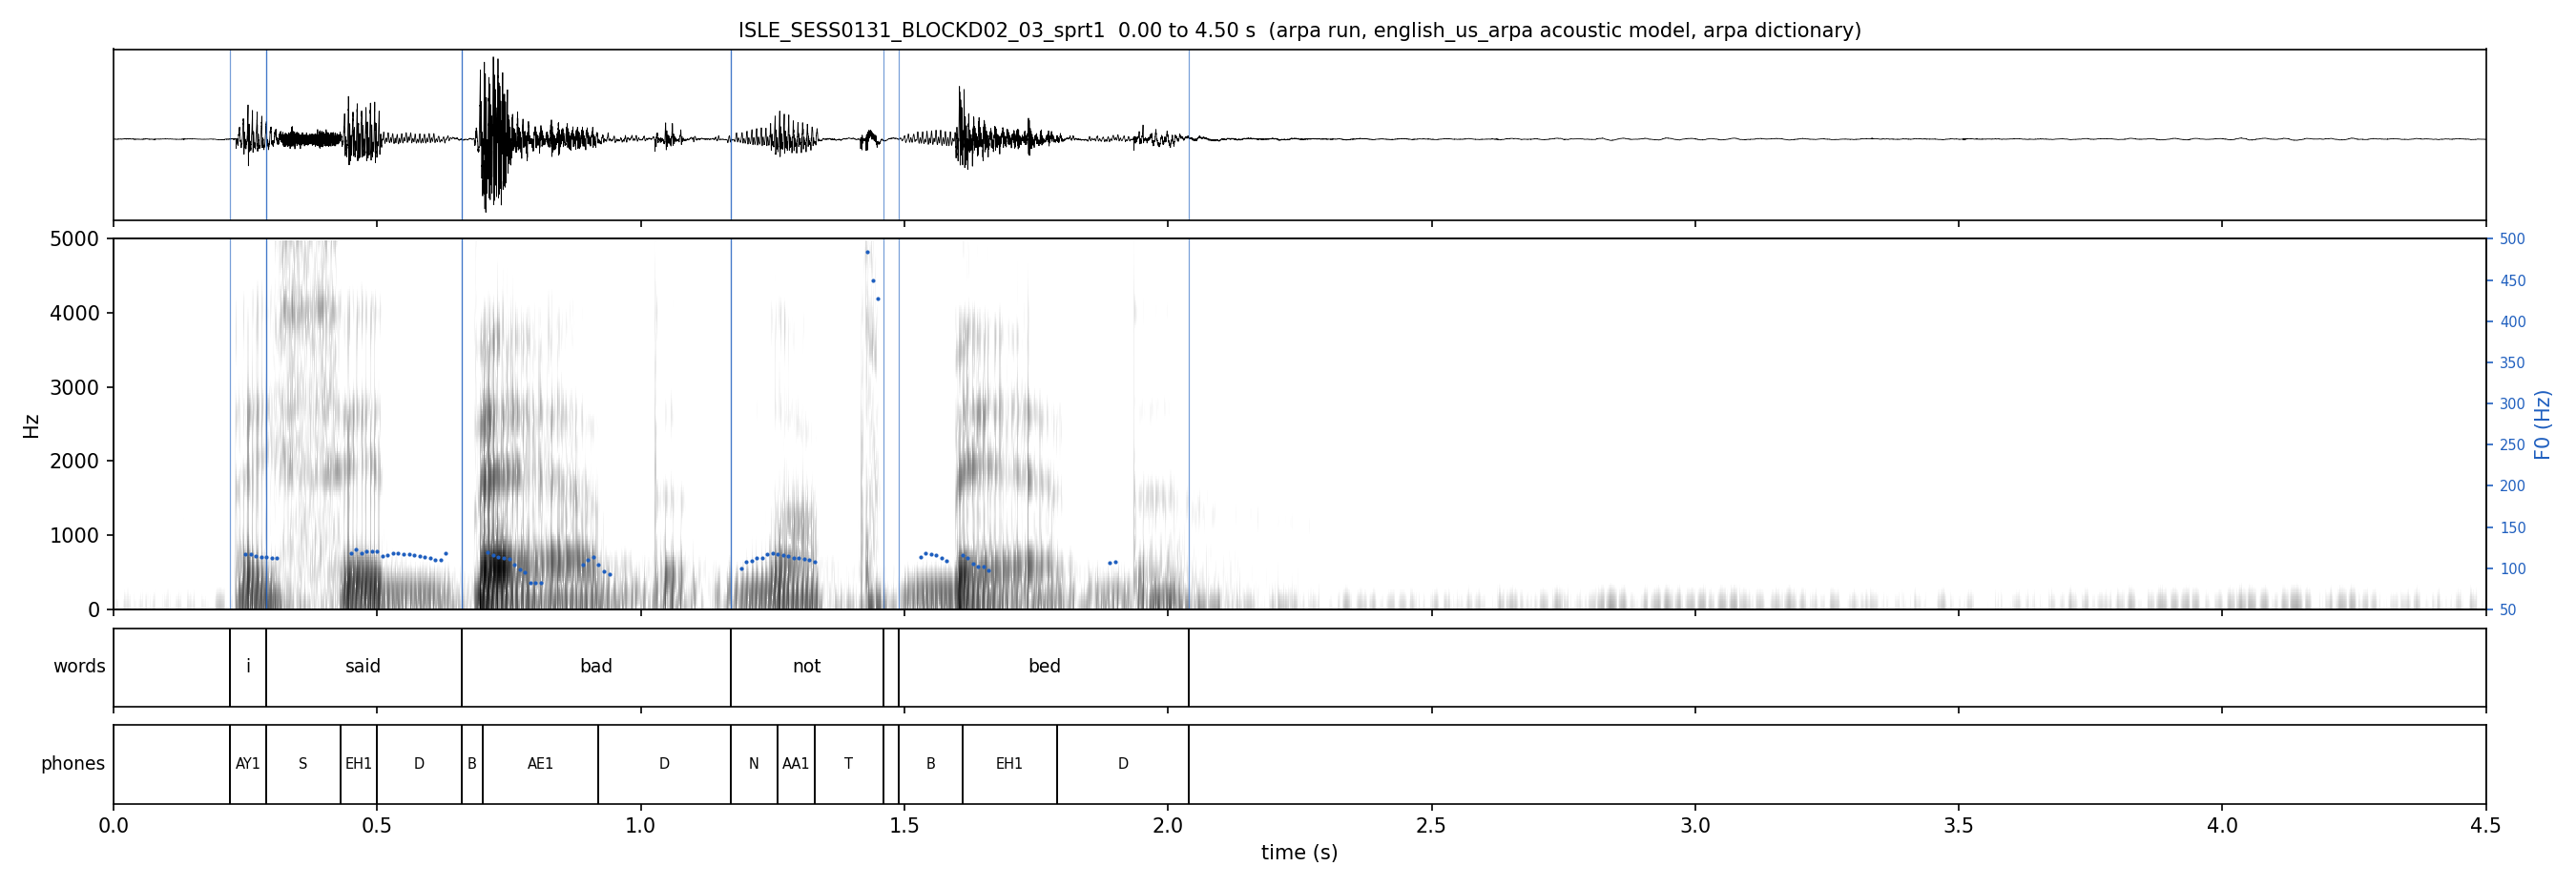 ISLE_SESS0131_BLOCKD02_03_sprt1 0.00 to 4.50 s (arpa run, english_us_arpa acoustic model, arpa dictionary)
5000
4000
3000
2000
1000
0
Hz
500
450
400
350
300
250
200
150
100
50
F0 (Hz)
words i said bad not bed
phones AY1 S EH1 D B AE1 D N AA1 T B EH1 D
0.0 0.5 1.0 1.5 2.0 2.5 3.0 3.5 4.0 4.5
time (s)